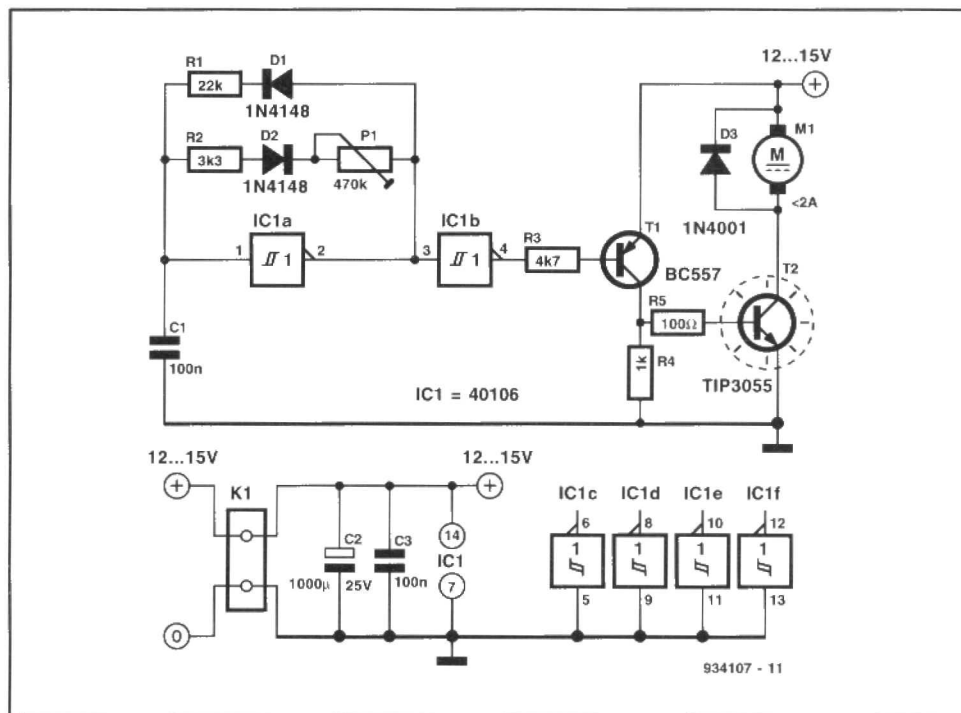 12...15V
R1
D1
22k
1N4148
R2
D2
P1
3k3
1N4148
470k
D3
M1
M
<2A
1N4001
IC1a
IC1b
1
1
2
3
1
4
R3
4k7
T1
BC557
T2
R5
100Ω
TIP3055
C1
100n
R4
1k
IC1 = 40106
12...15V
12...15V
K1
C2
1000μ
25V
C3
100n
14
IC1
7
0
IC1c
IC1d
IC1e
IC1f
6
8
10
12
1
1
1
1
5
9
11
13
934107 - 11